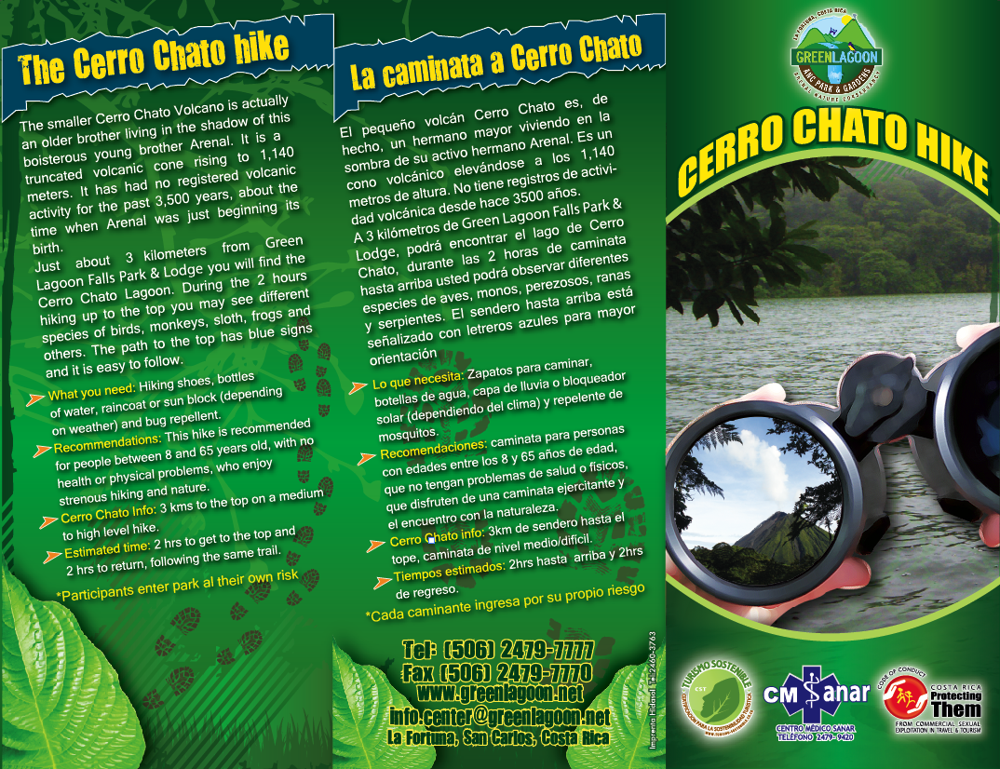 The Cerro Chato hike
The smaller Cerro Chato Volcano is actually
an older brother living in the shadow of this
boisterous young brother Arenal. It is a
truncated volcanic cone rising to 1,140
meters. It has had no registered volcanic
activity for the past 3,500 years, about the
time when Arenal was just beginning its
birth.
Just about 3 kilometers from Green
Lagoon Falls Park & Lodge you will find the
Cerro Chato Lagoon. During the 2 hours
hiking up to the top you may see different
species of birds, monkeys, sloth, frogs and
others. The path to the top has blue signs
and it is easy to follow.
What you need: Hiking shoes, bottles
of water, raincoat or sun block (depending
on weather) and bug repellent.
Recommendations: This hike is recommended
for people between 8 and 65 years old, with no
health or physical problems, who enjoy
strenous hiking and nature.
Cerro Chato Info: 3 kms to the top on a medium
to high level hike.
Estimated time: 2 hrs to get to the top and
2 hrs to return, following the same trail.
*Participants enter park al their own risk
La caminata a Cerro Chato
El pequeño volcán Cerro Chato es, de
hecho, un hermano mayor viviendo en la
sombra de su activo hermano Arenal. Es un
cono volcánico elevándose a los 1,140
metros de altura. No tiene registros de activi-
dad volcánica desde hace 3500 años.
A 3 kilómetros de Green Lagoon Falls Park &
Lodge, podrá encontrar el lago de Cerro
Chato, durante las 2 horas de caminata
hasta arriba usted podrá observar diferentes
especies de aves, monos, perezosos, ranas
y serpientes. El sendero hasta arriba está
señalizado con letreros azules para mayor
orientación
Lo que necesita: Zapatos para caminar,
botellas de agua, capa de lluvia o bloqueador
solar (dependiendo del clima) y repelente de
mosquitos.
Recomendaciones: caminata para personas
con edades entre los 8 y 65 años de edad,
que no tengan problemas de salud o físicos,
que disfruten de una caminata ejercitante y
el encuentro con la naturaleza.
Cerro Chato info: 3km de sendero hasta el
tope, caminata de nivel medio/difícil.
Tiempos estimados: 2hrs hasta arriba y 2hrs
de regreso.
*Cada caminante ingresa por su propio riesgo
Tel: (506) 2479-7777
Fax (506) 2479-7770
www.greenlagoon.net
info.center@greenlagoon.net
La Fortuna, San Carlos, Costa Rica
Imprenta Hidasol Tel: 2460-3763
LA FORTUNA, COSTA RICA
GREENLAGOON
ANC PARK & GARDENS
ARENAL NATURE CONSERVANCY
CERRO CHATO HIKE
TURISMO SOSTENIBLE
CST
CERTIFICACION PARA LA SOSTENIBILIDAD TURISTICA
CM Sanar
CENTRO MÉDICO SANAR
TELÉFONO 2479- 9420
CODE OF CONDUCT
COSTA RICA
Protecting
Them
FROM COMMERCIAL SEXUAL
EXPLOITATION IN TRAVEL & TOURISM